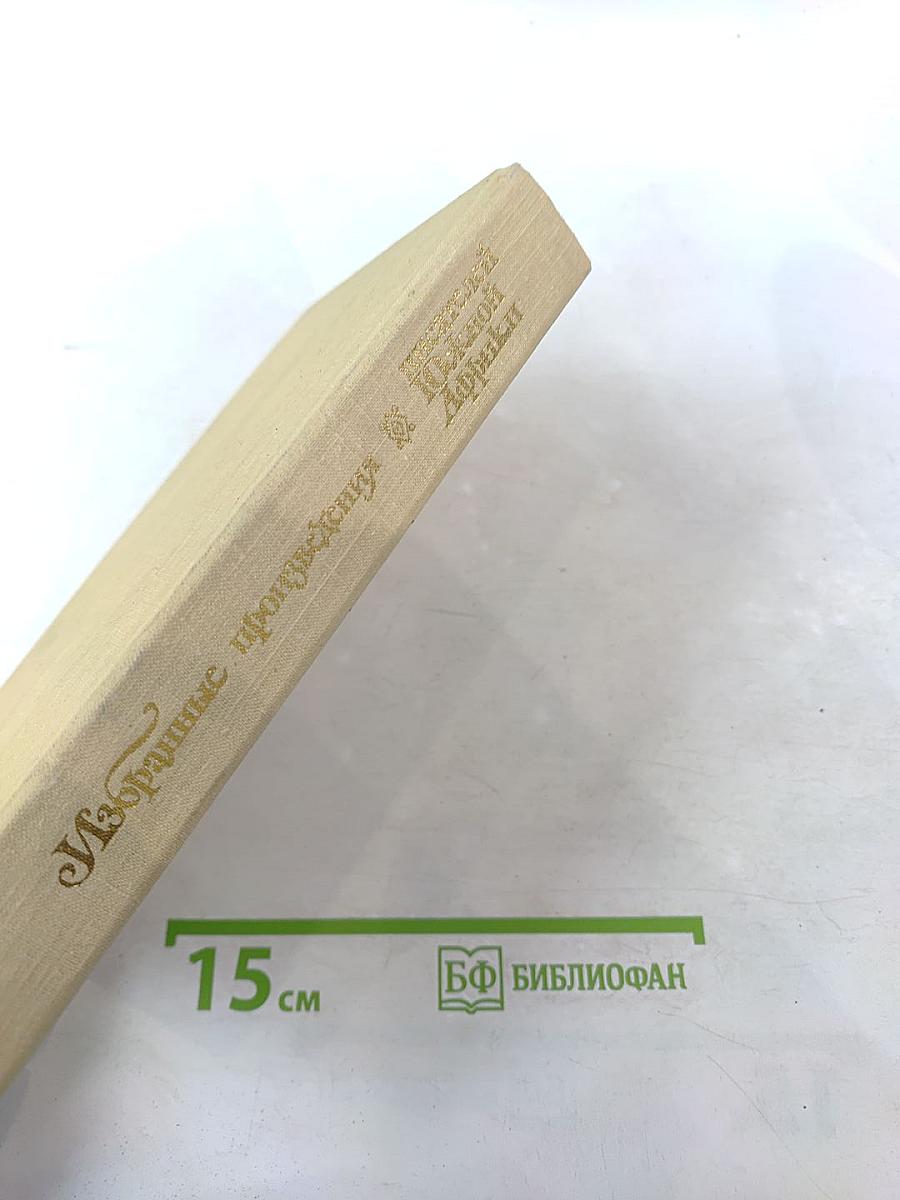 Избранные произведения
писателей
Южной
Африки
15 см
БФ БИБЛИОФАН